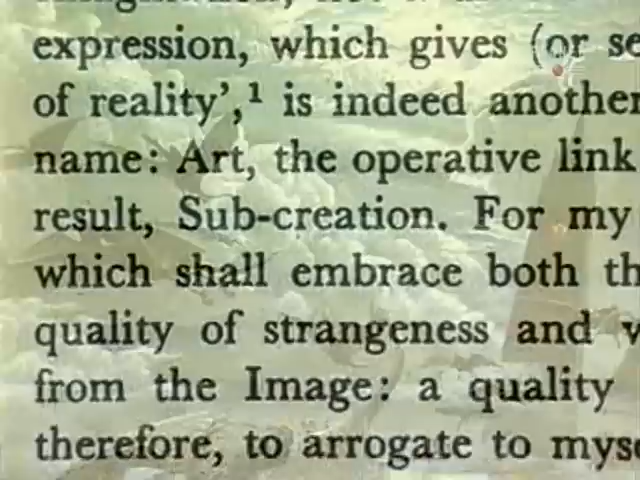 expression, which gives (or se
of reality',¹ is indeed another
name: Art, the operative link
result, Sub-creation. For my
which shall embrace both th
quality of strangeness and v
from the Image: a quality
therefore, to arrogate to myse